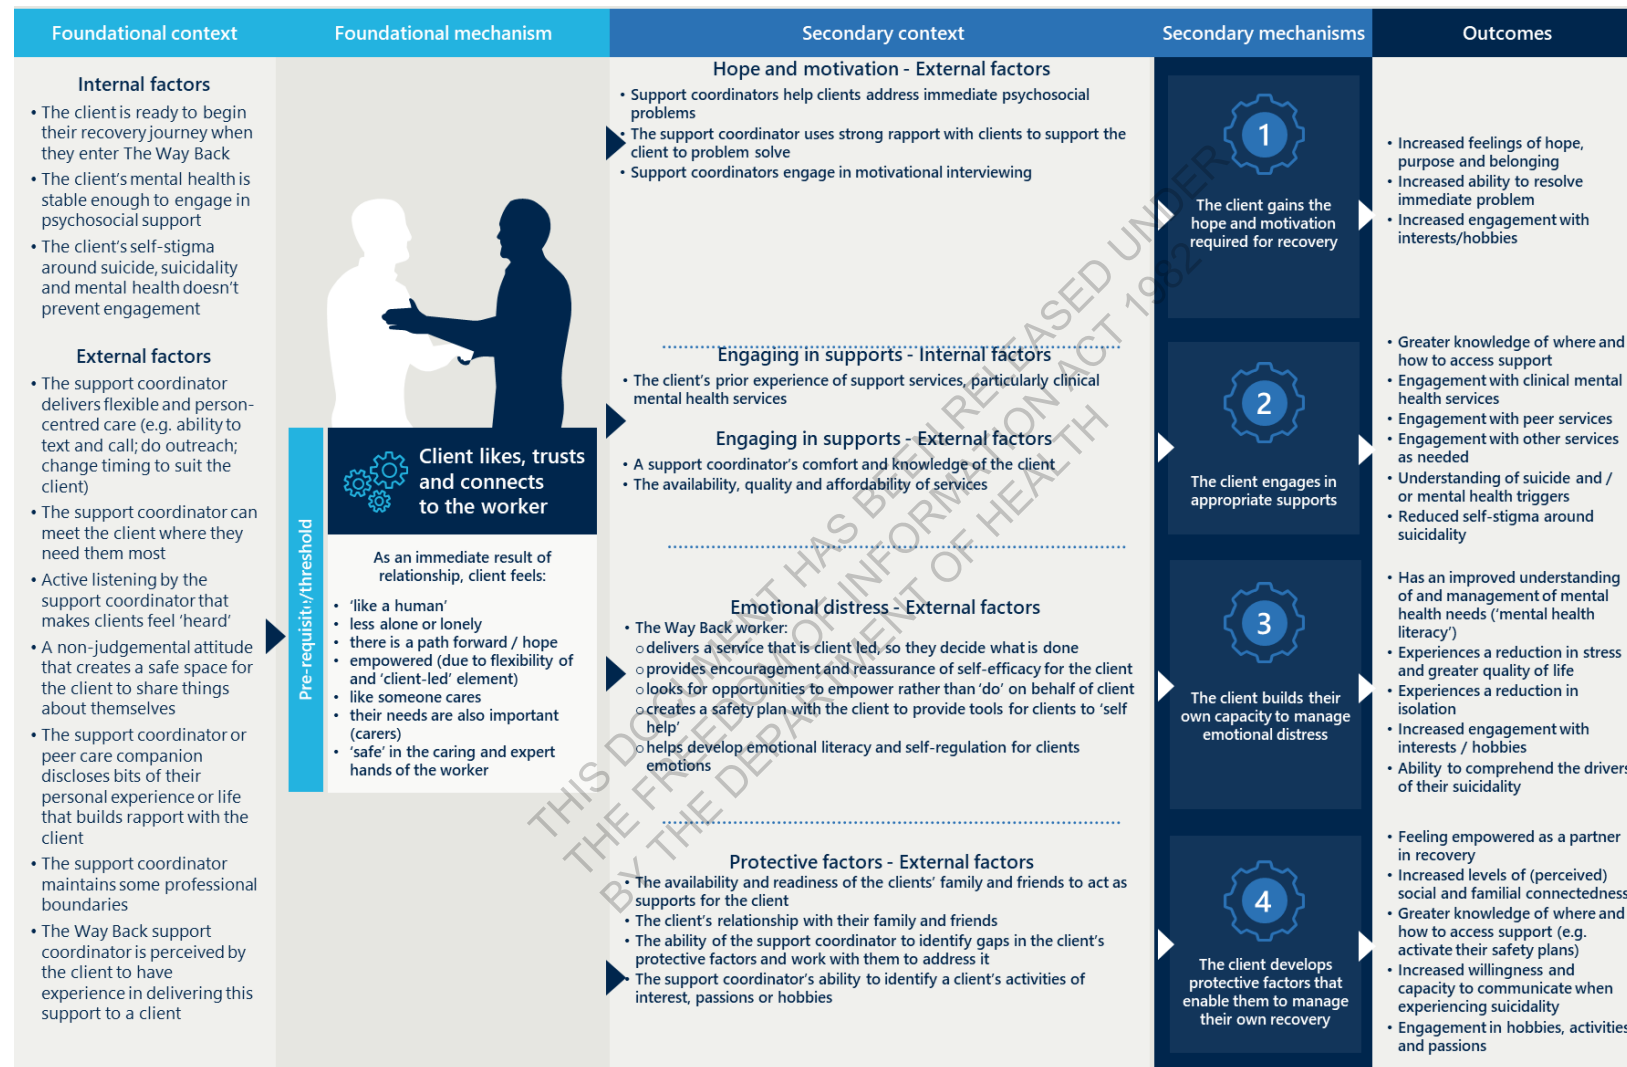 Foundational context
Foundational mechanism
Secondary context
Secondary mechanisms
Outcomes
Internal factors
• The client is ready to begin
their recovery journey when
they enter The Way Back
• The client's mental health is
stable enough to engage in
psychosocial support
• The client's self-stigma
around suicide, suicidality
and mental health doesn't
prevent engagement
External factors
• The support coordinator
delivers flexible and person-
centred care (e.g. ability to
text and call; do outreach;
change timing to suit the
client)
• The support coordinator can
meet the client where they
need them most
• Active listening by the
support coordinator that
makes clients feel 'heard'
• A non-judgemental attitude
that creates a safe space for
the client to share things
about themselves
• The support coordinator or
peer care companion
discloses bits of their
personal experience or life
that builds rapport with the
client
• The support coordinator
maintains some professional
boundaries
• The Way Back support
coordinator is perceived by
the client to have
experience in delivering this
support to a client
Pre-requisite/threshold
Client likes, trusts
and connects
to the worker
As an immediate result of
relationship, client feels:
• 'like a human'
• less alone or lonely
• there is a path forward / hope
• empowered (due to flexibility of
and 'client-led' element)
• like someone cares
• their needs are also important
(carers)
• 'safe' in the caring and expert
hands of the worker
Hope and motivation - External factors
• Support coordinators help clients address immediate psychosocial
problems
• The support coordinator uses strong rapport with clients to support the
client to problem solve
• Support coordinators engage in motivational interviewing
Engaging in supports - Internal factors
• The client's prior experience of support services, particularly clinical
mental health services
Engaging in supports - External factors
• A support coordinator's comfort and knowledge of the client
• The availability, quality and affordability of services
Emotional distress - External factors
• The Way Back worker:
o delivers a service that is client led, so they decide what is done
o provides encouragement and reassurance of self-efficacy for the client
o looks for opportunities to empower rather than 'do' on behalf of client
o creates a safety plan with the client to provide tools for clients to 'self
help'
o helps develop emotional literacy and self-regulation for clients
emotions
Protective factors - External factors
• The availability and readiness of the clients' family and friends to act as
supports for the client
• The client's relationship with their family and friends
• The ability of the support coordinator to identify gaps in the client's
protective factors and work with them to address it
• The support coordinator's ability to identify a client's activities of
interest, passions or hobbies
1
The client gains the
hope and motivation
required for recovery
2
The client engages in
appropriate supports
3
The client builds their
own capacity to manage
emotional distress
4
The client develops
protective factors that
enable them to manage
their own recovery
• Increased feelings of hope,
purpose and belonging
• Increased ability to resolve
immediate problem
• Increased engagement with
interests/hobbies
• Greater knowledge of where and
how to access support
• Engagement with clinical mental
health services
• Engagement with peer services
• Engagement with other services
as needed
• Understanding of suicide and /
or mental health triggers
• Reduced self-stigma around
suicidality
• Has an improved understanding
of and management of mental
health needs ('mental health
literacy')
• Experiences a reduction in stress
and greater quality of life
• Experiences a reduction in
isolation
• Increased engagement with
interests / hobbies
• Ability to comprehend the drivers
of their suicidality
• Feeling empowered as a partner
in recovery
• Increased levels of (perceived)
social and familial connectedness
• Greater knowledge of where and
how to access support (e.g.
activate their safety plans)
• Increased willingness and
capacity to communicate when
experiencing suicidality
• Engagement in hobbies, activities
and passions
THIS DOCUMENT HAS BEEN RELEASED UNDER
THE FREEDOM OF INFORMATION ACT 1982
BY THE DEPARTMENT OF HEALTH